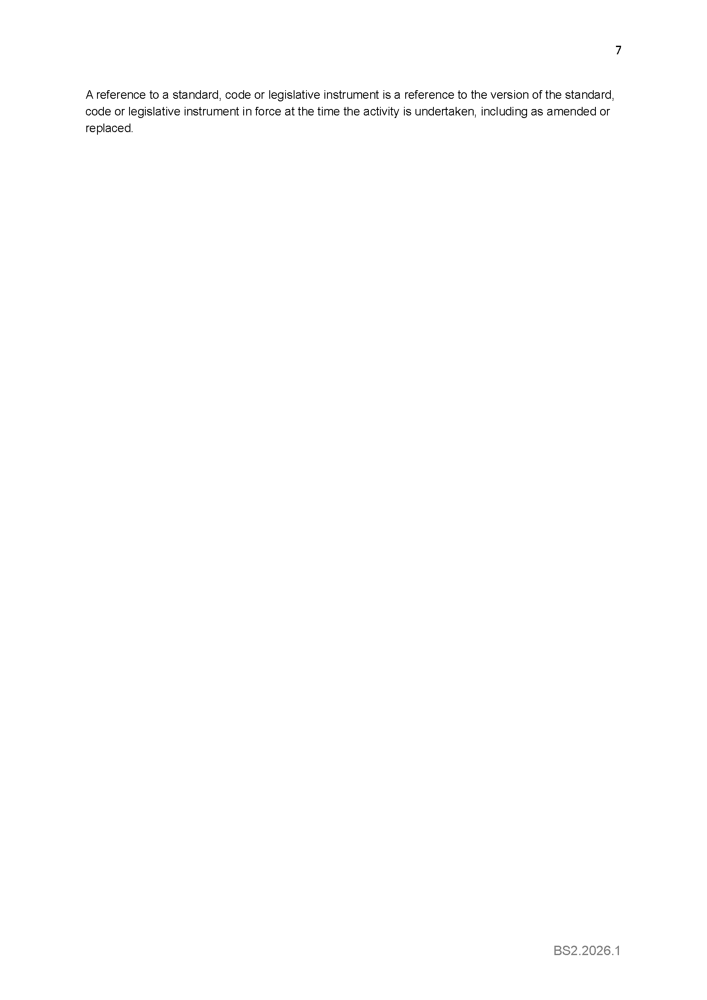 7
A reference to a standard, code or legislative instrument is a reference to the version of the standard,
code or legislative instrument in force at the time the activity is undertaken, including as amended or
replaced.
BS2.2026.1